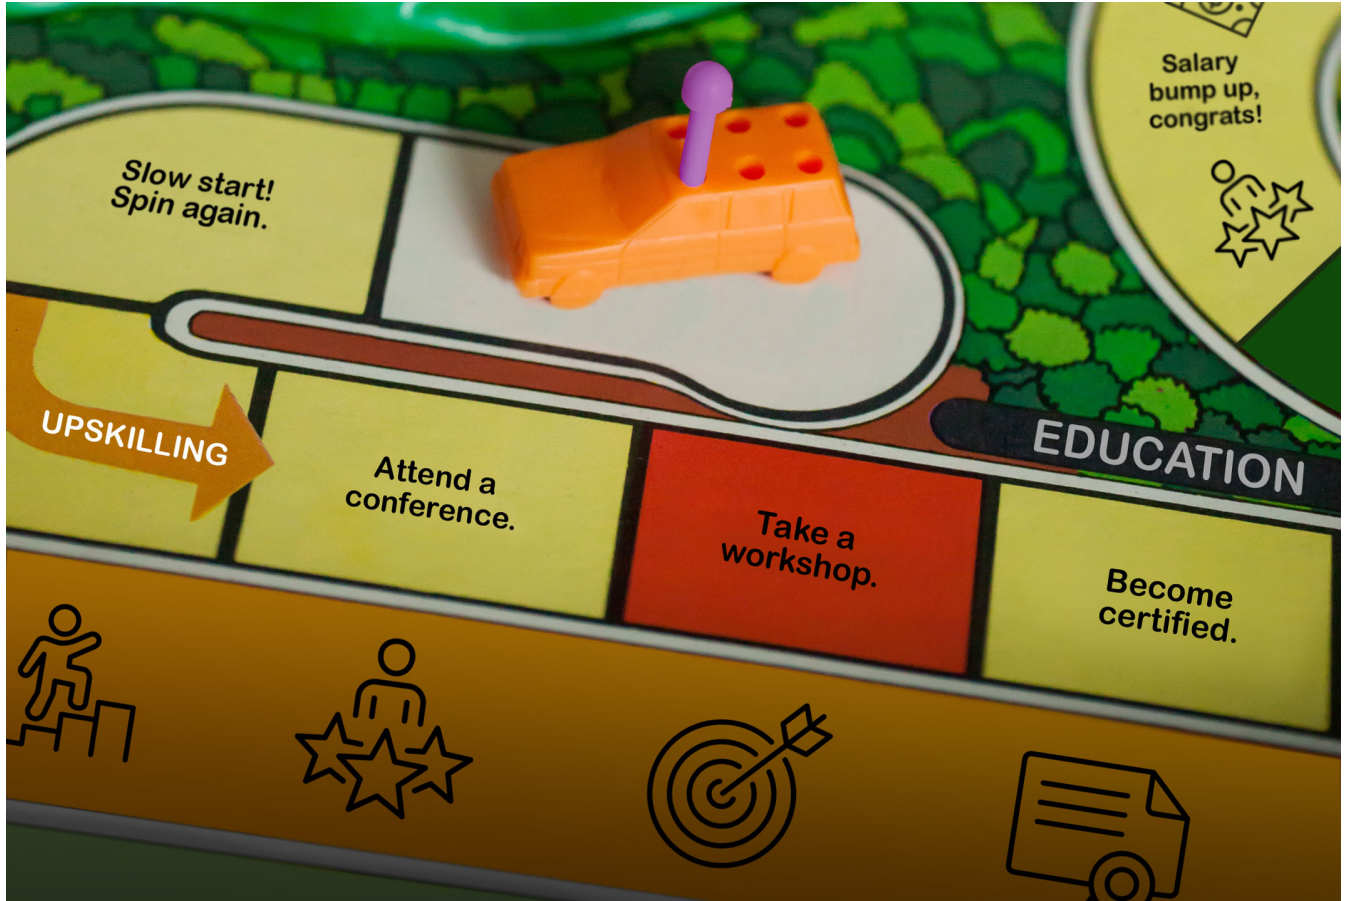 Salary
bump up,
congrats!
Slow start!
Spin again.
UPSKILLING
EDUCATION
Attend a
conference.
Take a
workshop.
Become
certified.